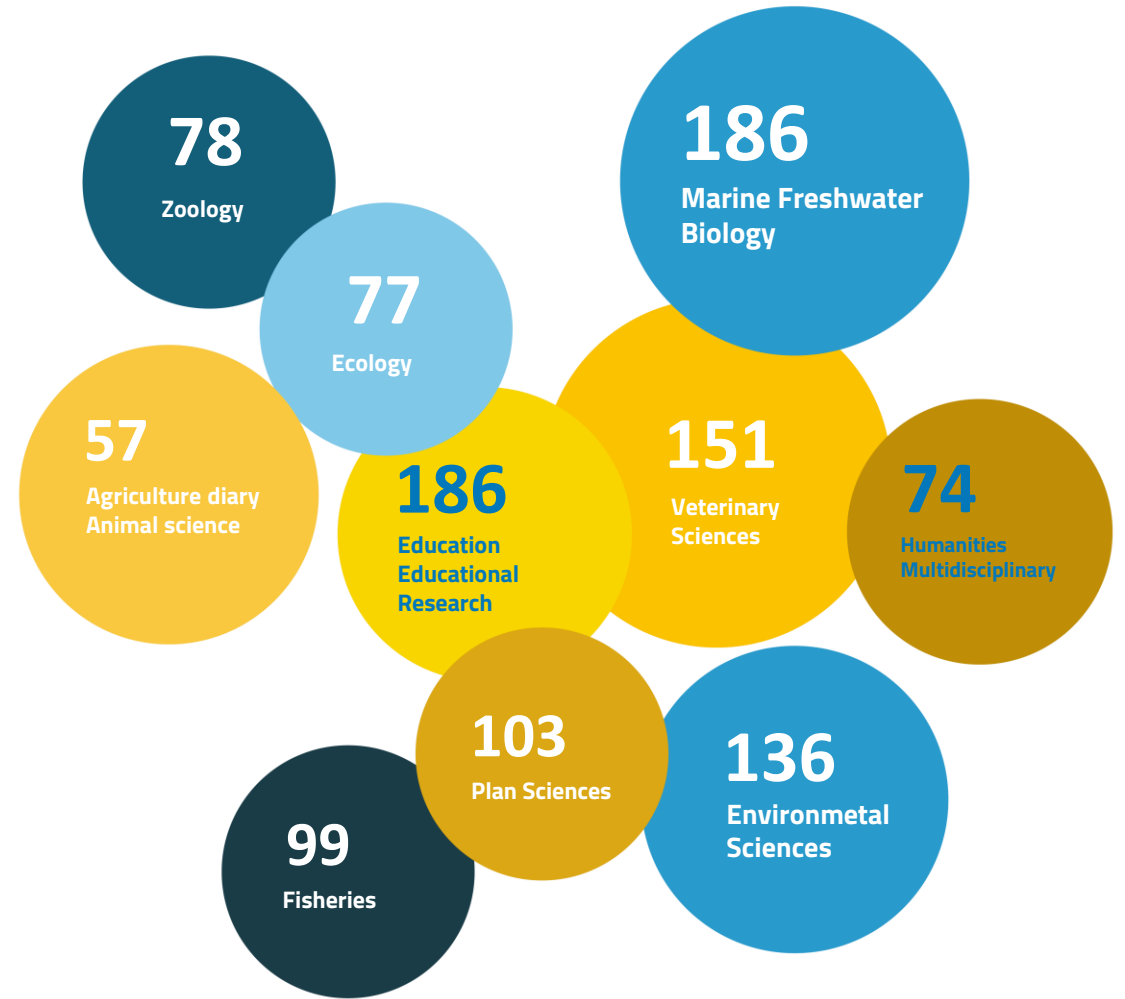 78
Zoology
186
Marine Freshwater
Biology
77
Ecology
57
Agriculture diary
Animal science
186
Education
Educational
Research
151
Veterinary
Sciences
74
Humanities
Multidisciplinary
103
Plan Sciences
136
Environmetal
Sciences
99
Fisheries